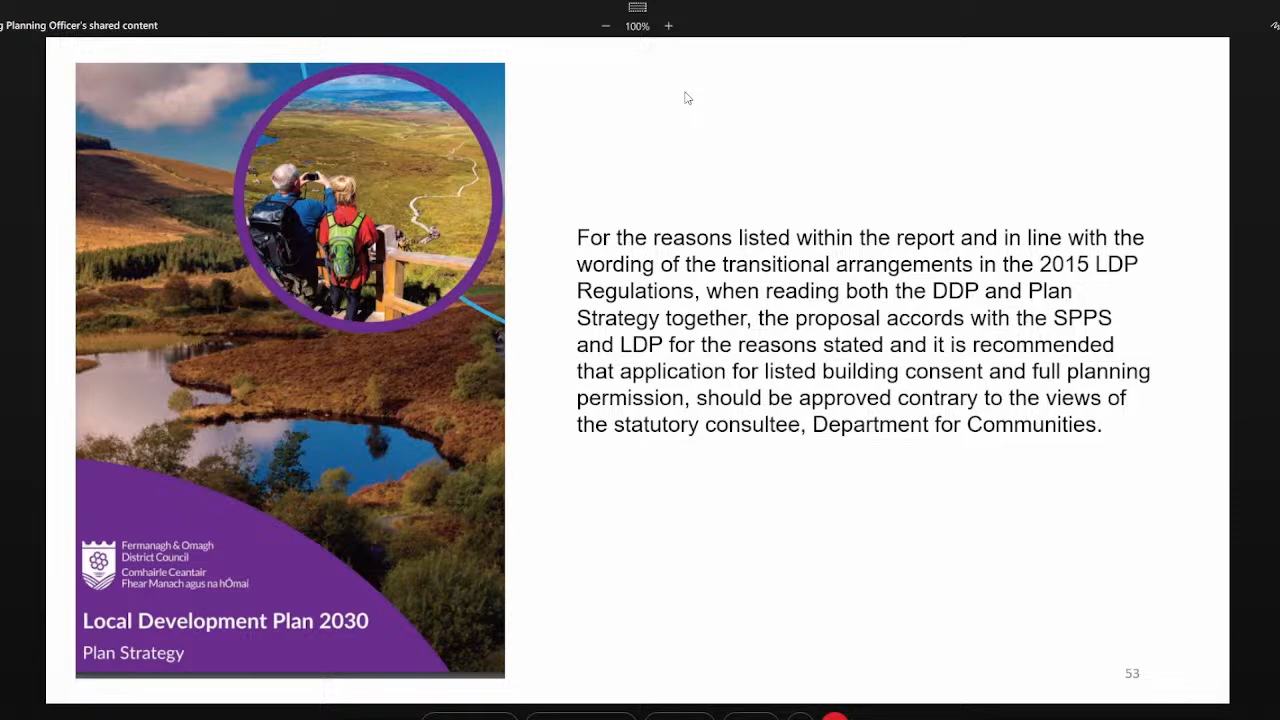 g Planning Officer's shared content
100%
For the reasons listed within the report and in line with the
wording of the transitional arrangements in the 2015 LDP
Regulations, when reading both the DDP and Plan
Strategy together, the proposal accords with the SPPS
and LDP for the reasons stated and it is recommended
that application for listed building consent and full planning
permission, should be approved contrary to the views of
the statutory consultee, Department for Communities.
Fermanagh & Omagh
District Council
Comhairle Ceantair
Fhear Manach agus na hÓmaí
Local Development Plan 2030
Plan Strategy
53